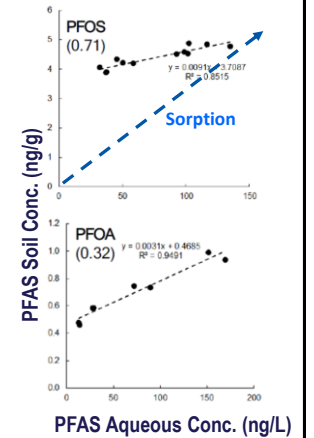 6
5
4
3
2
1
0
PFOS
(0.71)
y = 0.0091x + 3.7087
R² = 0.8515
Sorption
0
50
100
150
PFAS Soil Conc. (ng/g)
1.2
1.0
0.8
0.6
0.4
0.2
0.0
PFOA
(0.32)
y = 0.0031x + 0.4685
R² = 0.9491
0
50
100
150
200
PFAS Aqueous Conc. (ng/L)